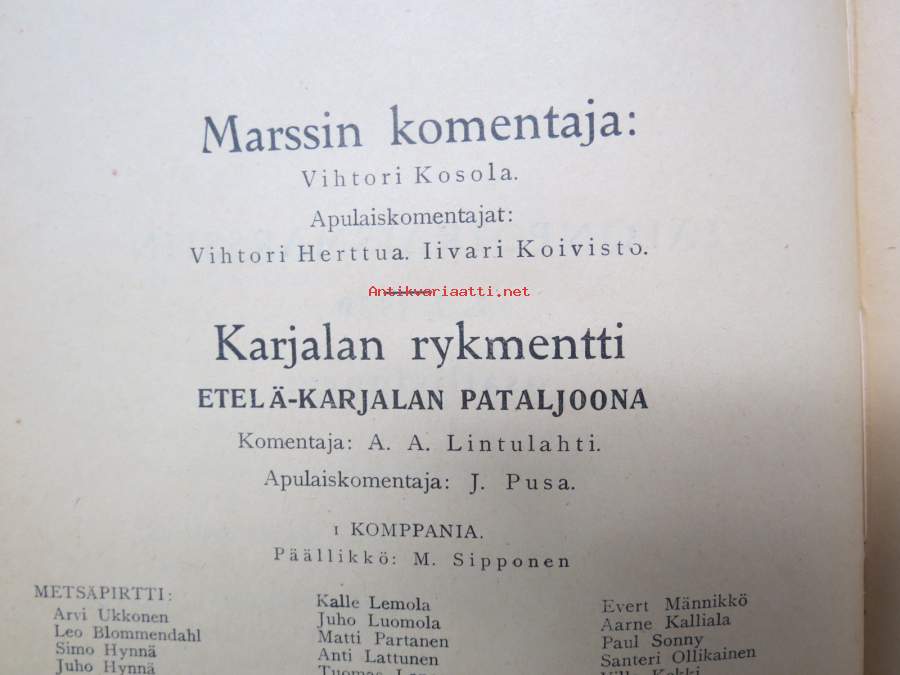 Marssin komentaja:
Vihtori Kosola.
Apulaiskomentajat:
Vihtori Herttua. Iivari Koivisto.
Antikvariaatti.net
Karjalan rykmentti
ETELÄ-KARJALAN PATALJOONA
Komentaja: A. A. Lintulahti.
Apulaiskomentaja: J. Pusa.
1 KOMPPANIA.
Päällikkö: M. Sipponen
METSÄPIRTTI:
Arvi Ukkonen
Leo Blommendahl
Simo Hynnä
Juho Hynnä
Kalle Lemola
Juho Luomola
Matti Partanen
Anti Lattunen
Tuomas
Evert Männikkö
Aarne Kalliala
Paul Sonny
Santeri Ollikainen